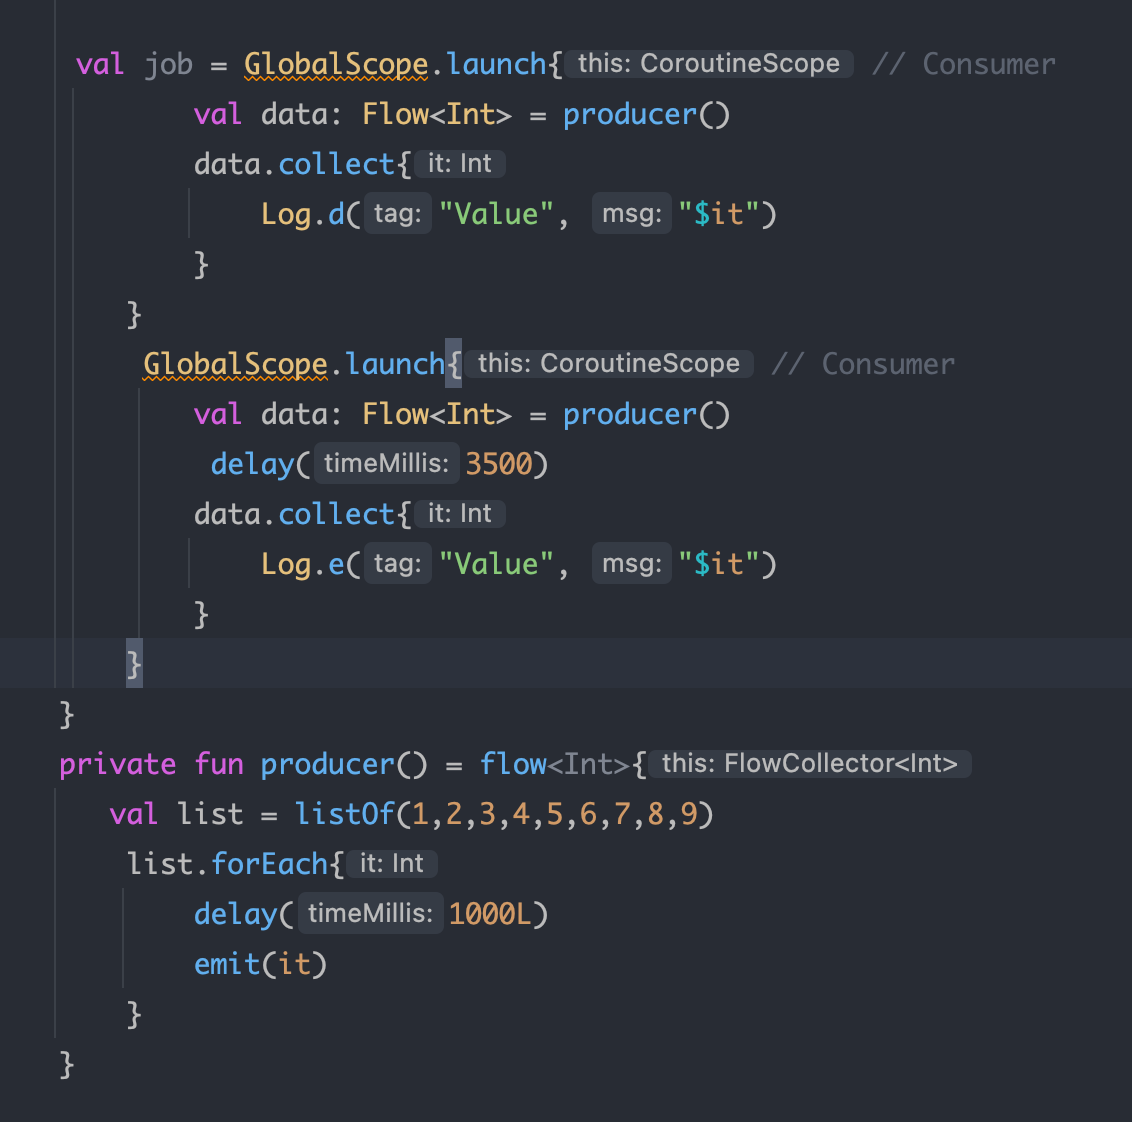 val job = GlobalScope.launch{ this: CoroutineScope // Consumer
val data: Flow<Int> = producer()
data.collect{ it: Int
Log.d( tag: "Value", msg: "$it")
}
}
GlobalScope.launch{ this: CoroutineScope // Consumer
val data: Flow<Int> = producer()
delay( timeMillis: 3500)
data.collect{ it: Int
Log.e( tag: "Value", msg: "$it")
}
}
}
private fun producer() = flow<Int>{ this: FlowCollector<Int>
val list = listOf(1,2,3,4,5,6,7,8,9)
list.forEach{ it: Int
delay( timeMillis: 1000L)
emit(it)
}
}